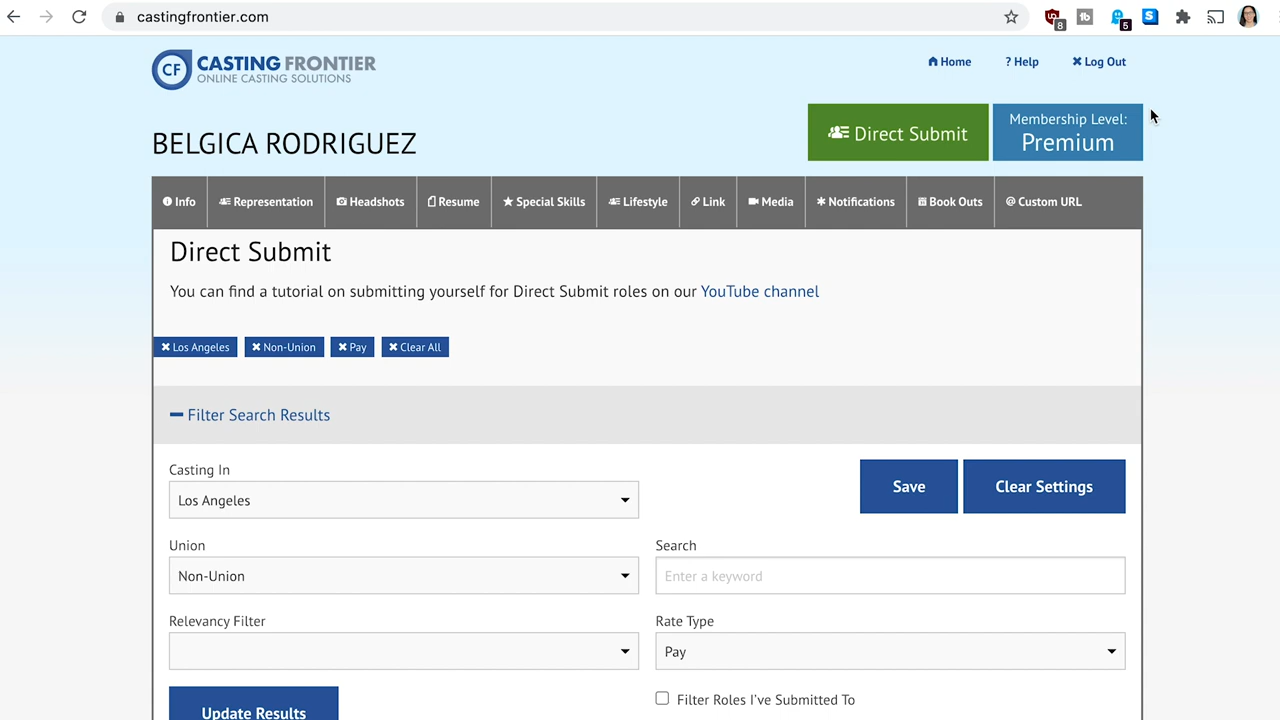 castingfrontier.com
8
tb
5
S
CF
CASTING FRONTIER
ONLINE CASTING SOLUTIONS
Home
? Help
Log Out
BELGICA RODRIGUEZ
Direct Submit
Membership Level:
Premium
Info
Representation
Headshots
Resume
Special Skills
Lifestyle
Link
Media
Notifications
Book Outs
@ Custom URL
Direct Submit
You can find a tutorial on submitting yourself for Direct Submit roles on our YouTube channel
Los Angeles
Non-Union
Pay
Clear All
Filter Search Results
Casting In
Los Angeles
Save
Clear Settings
Union
Non-Union
Search
Enter a keyword
Relevancy Filter
Rate Type
Pay
Update Results
Filter Roles I've Submitted To